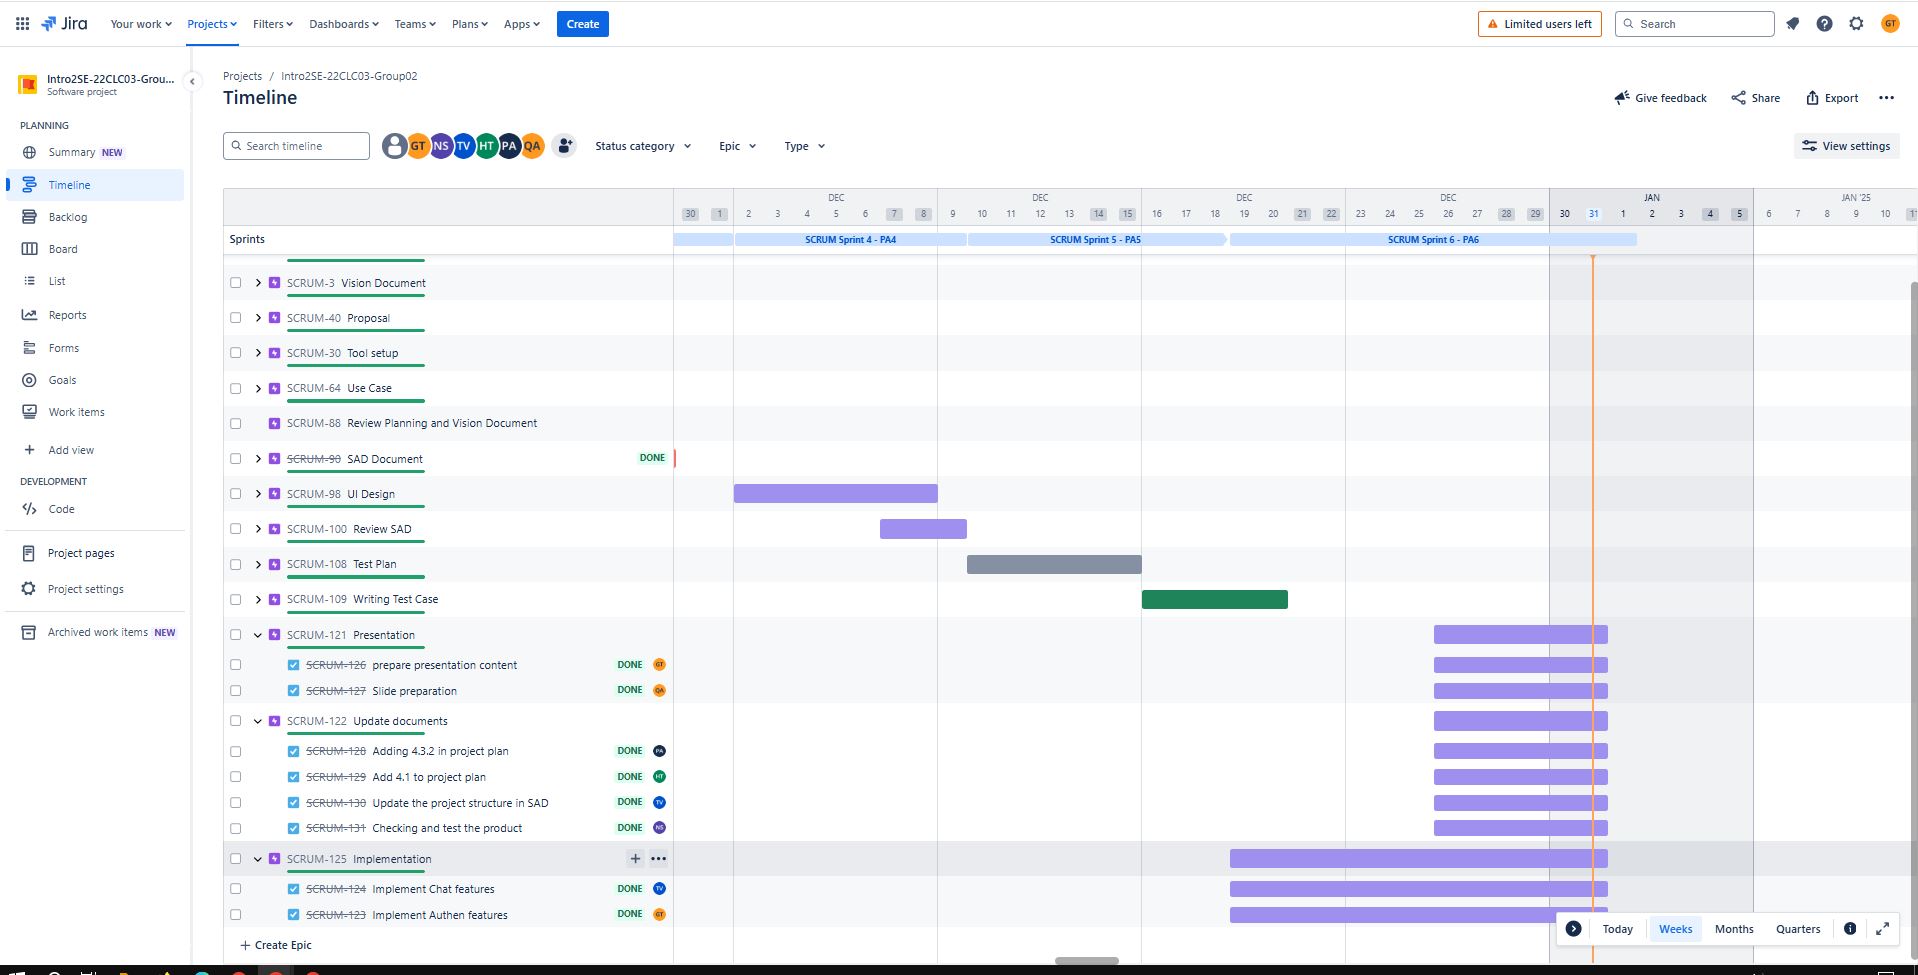 Jira Your work Projects Filters Dashboards Teams Plans Apps Create Limited users left Search GT
Intro2SE-22CLC03-Grou...
Software project
PLANNING
Summary NEW
Timeline
Backlog
Board
List
Reports
Forms
Goals
Work items
Add view
DEVELOPMENT
Code
Project pages
Project settings
Archived work items NEW
Projects / Intro2SE-22CLC03-Group02
Timeline
Give feedback Share Export
Search timeline GT NS TV HT PA QA Status category Epic Type View settings
DEC DEC DEC DEC JAN JAN '25
30 1 2 3 4 5 6 7 8 9 10 11 12 13 14 15 16 17 18 19 20 21 22 23 24 25 26 27 28 29 30 31 1 2 3 4 5 6 7 8 9 10 11
Sprints SCRUM Sprint 4 - PA4 SCRUM Sprint 5 - PA5 SCRUM Sprint 6 - PA6
SCRUM-3 Vision Document
SCRUM-40 Proposal
SCRUM-30 Tool setup
SCRUM-64 Use Case
SCRUM-88 Review Planning and Vision Document
SCRUM-90 SAD Document DONE
SCRUM-98 UI Design
SCRUM-100 Review SAD
SCRUM-108 Test Plan
SCRUM-109 Writing Test Case
SCRUM-121 Presentation
SCRUM-126 prepare presentation content DONE GT
SCRUM-127 Slide preparation DONE QA
SCRUM-122 Update documents
SCRUM-128 Adding 4.3.2 in project plan DONE PA
SCRUM-129 Add 4.1 to project plan DONE HT
SCRUM-130 Update the project structure in SAD DONE TV
SCRUM-131 Checking and test the product DONE NS
SCRUM-125 Implementation
SCRUM-124 Implement Chat features DONE TV
SCRUM-123 Implement Authen features DONE GT
Create Epic
Today Weeks Months Quarters